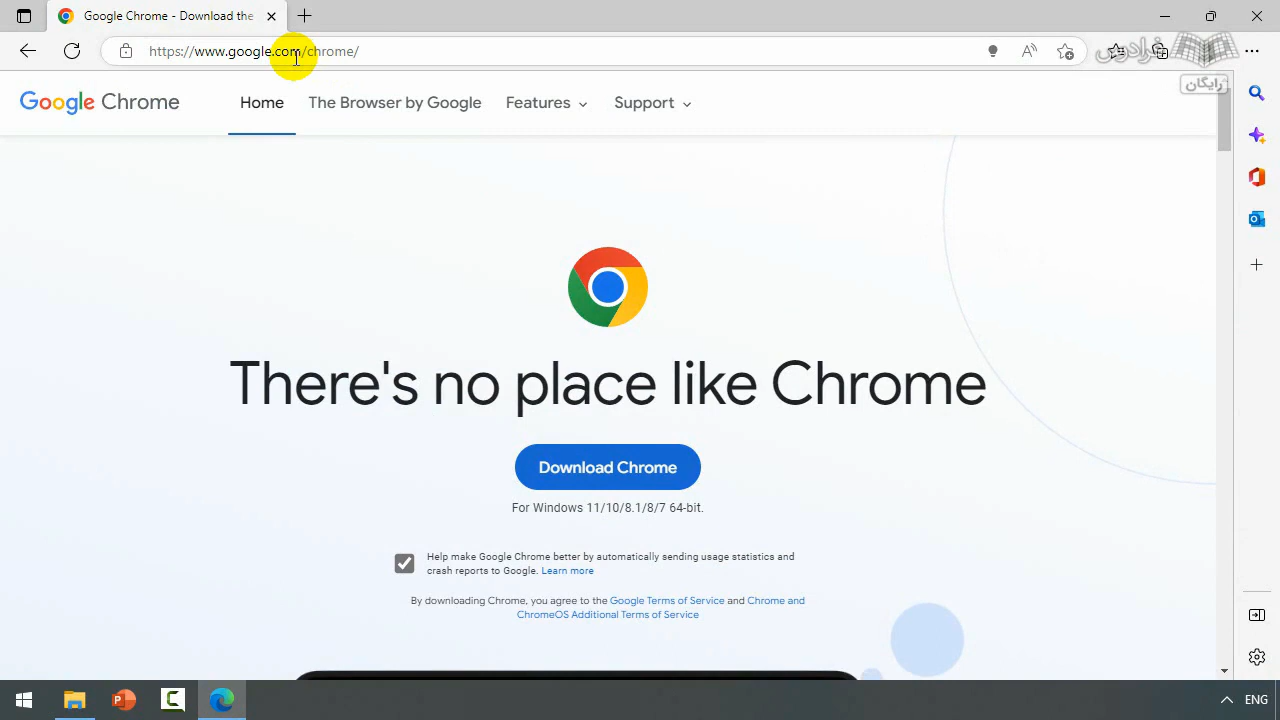 Google Chrome - Download the
https://www.google.com/chrome/
فرادرس
رایگان
Google Chrome
Home
The Browser by Google
Features
Support
There's no place like Chrome
Download Chrome
For Windows 11/10/8.1/8/7 64-bit.
Help make Google Chrome better by automatically sending usage statistics and
crash reports to Google. Learn more
By downloading Chrome, you agree to the Google Terms of Service and Chrome and
ChromeOS Additional Terms of Service
ENG